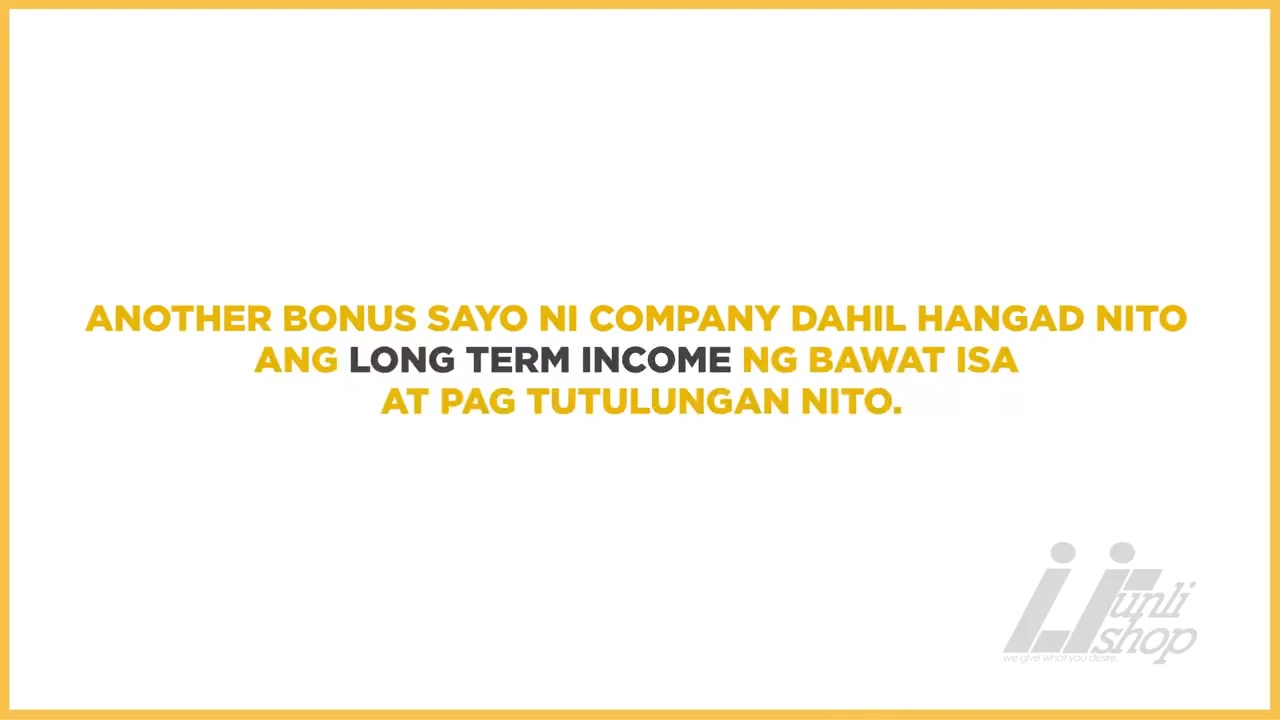 ANOTHER BONUS SAYO NI COMPANY DAHIL HANGAD NITO
ANG LONG TERM INCOME NG BAWAT ISA
AT PAG TUTULUNGAN NITO.
unli
shop
we give what you desire.